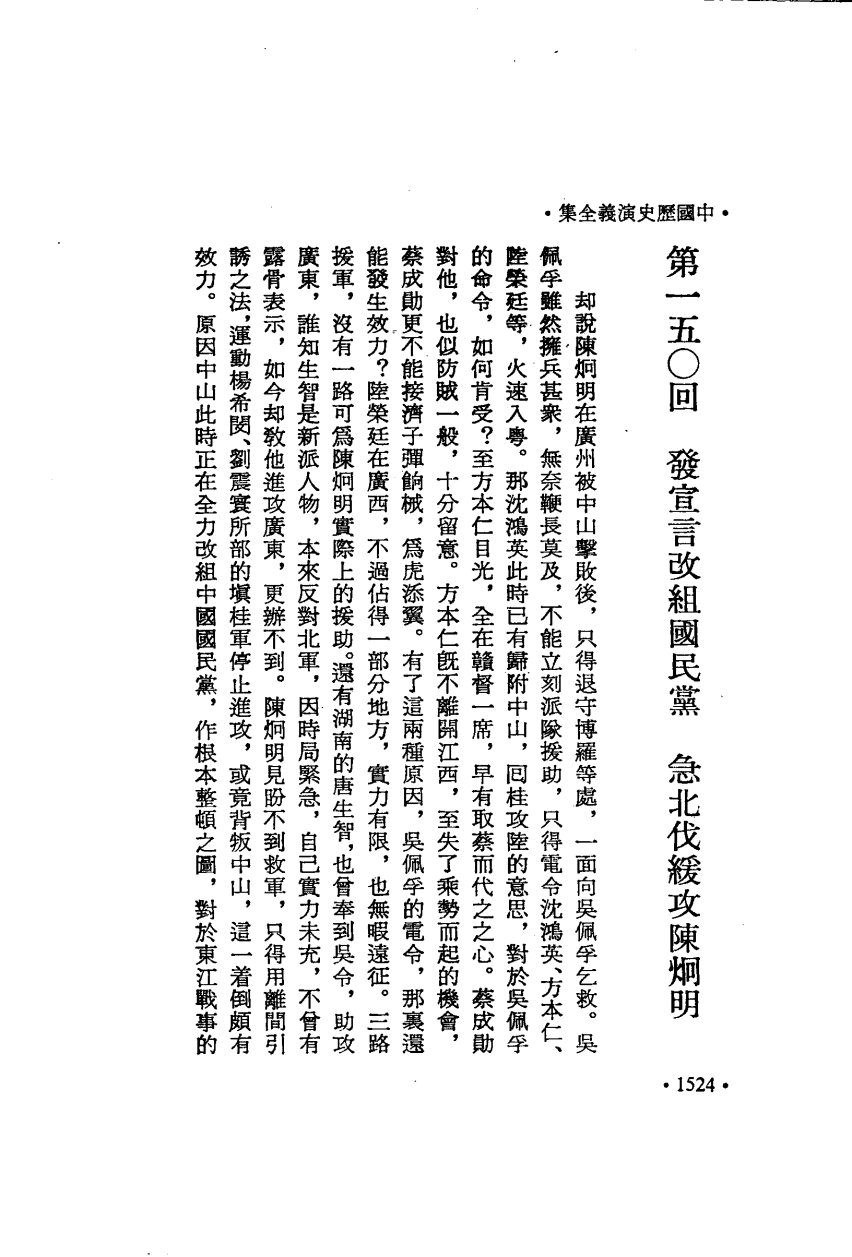 •中國歷史演義全集•
第一五〇回　發宣言改組國民黨　急北伐緩攻陳炯明
却說陳炯明在廣州被中山擊敗後，只得退守博羅等處，一面向吳佩孚乞救。吳
佩孚雖然擁兵甚衆，無奈鞭長莫及，不能立刻派隊援助，只得電令沈鴻英、方本仁、
陸榮廷等，火速入粵。那沈鴻英此時已有歸附中山，回桂攻陸的意思，對於吳佩孚
的命令，如何肯受？至方本仁目光，全在贛督一席，早有取蔡而代之之心。蔡成勛
對他，也似防賊一般，十分留意。方本仁旣不離開江西，至失了乘勢而起的機會，
蔡成勛更不能接濟子彈餉械，爲虎添翼。有了這兩種原因，吳佩孚的電令，那裏還
能發生效力？陸榮廷在廣西，不過佔得一部分地方，實力有限，也無暇遠征。三路
援軍，沒有一路可爲陳炯明實際上的援助。還有湖南的唐生智，也曾奉到吳令，助攻
廣東，誰知生智是新派人物，本來反對北軍，因時局緊急，自己實力未充，不曾有
露骨表示，如今却敎他進攻廣東，更辦不到。陳炯明見盼不到救軍，只得用離間引
誘之法，運動楊希閔、劉震寰所部的塡桂軍停止進攻，或竟背叛中山，這一着倒頗有
效力。原因中山此時正在全力改組中國國民黨，作根本整頓之圖，對於東江戰事的
•1524•